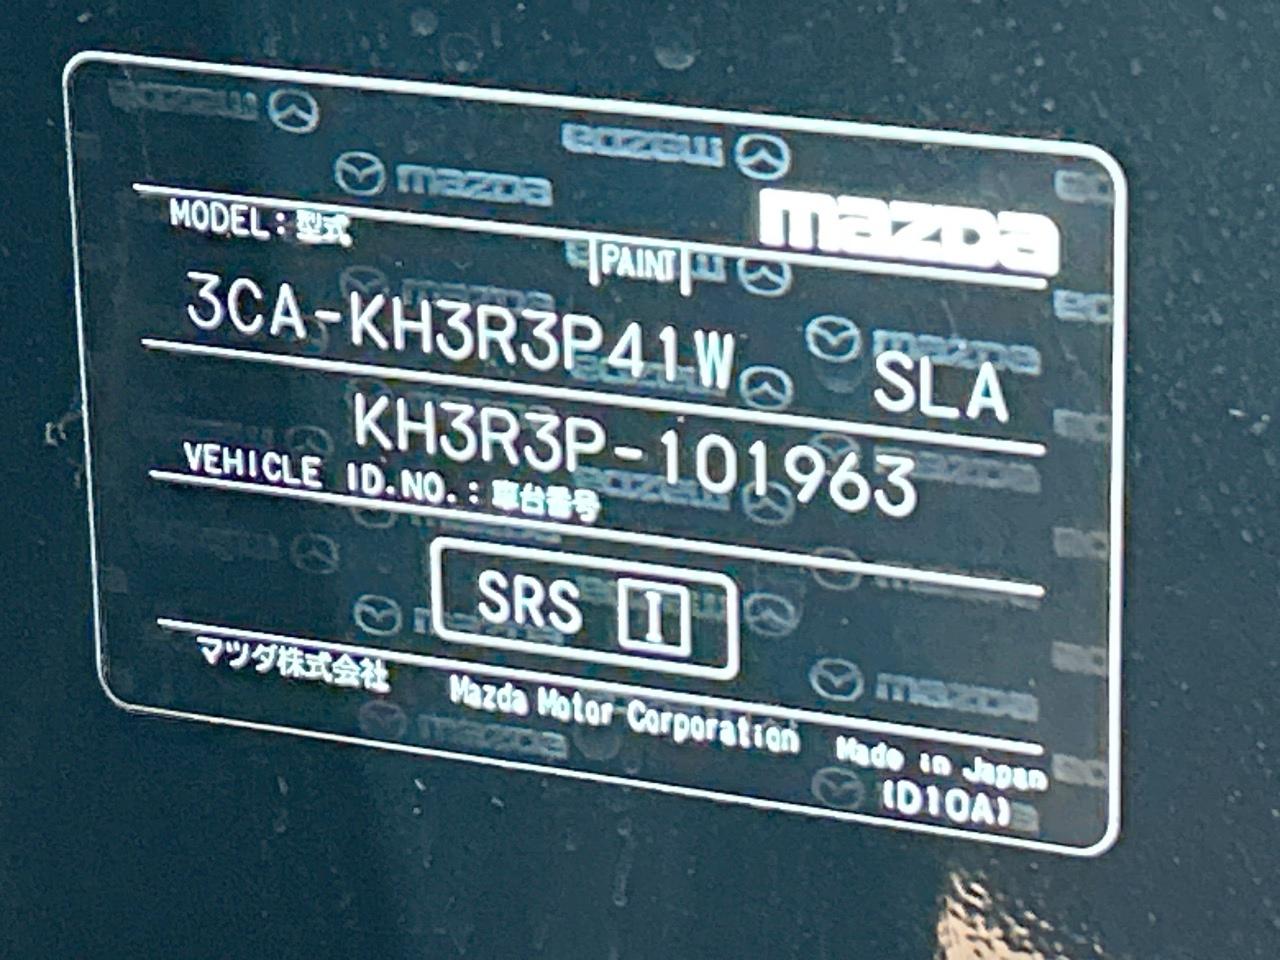 mazda
MODEL:型式
PAINT
3CA-KH3R3P41W SLA
KH3R3P-101963
VEHICLE ID.NO.:車台番号
SRS I
マツダ株式会社 Mazda Motor Corporation Made in Japan
(D10A)